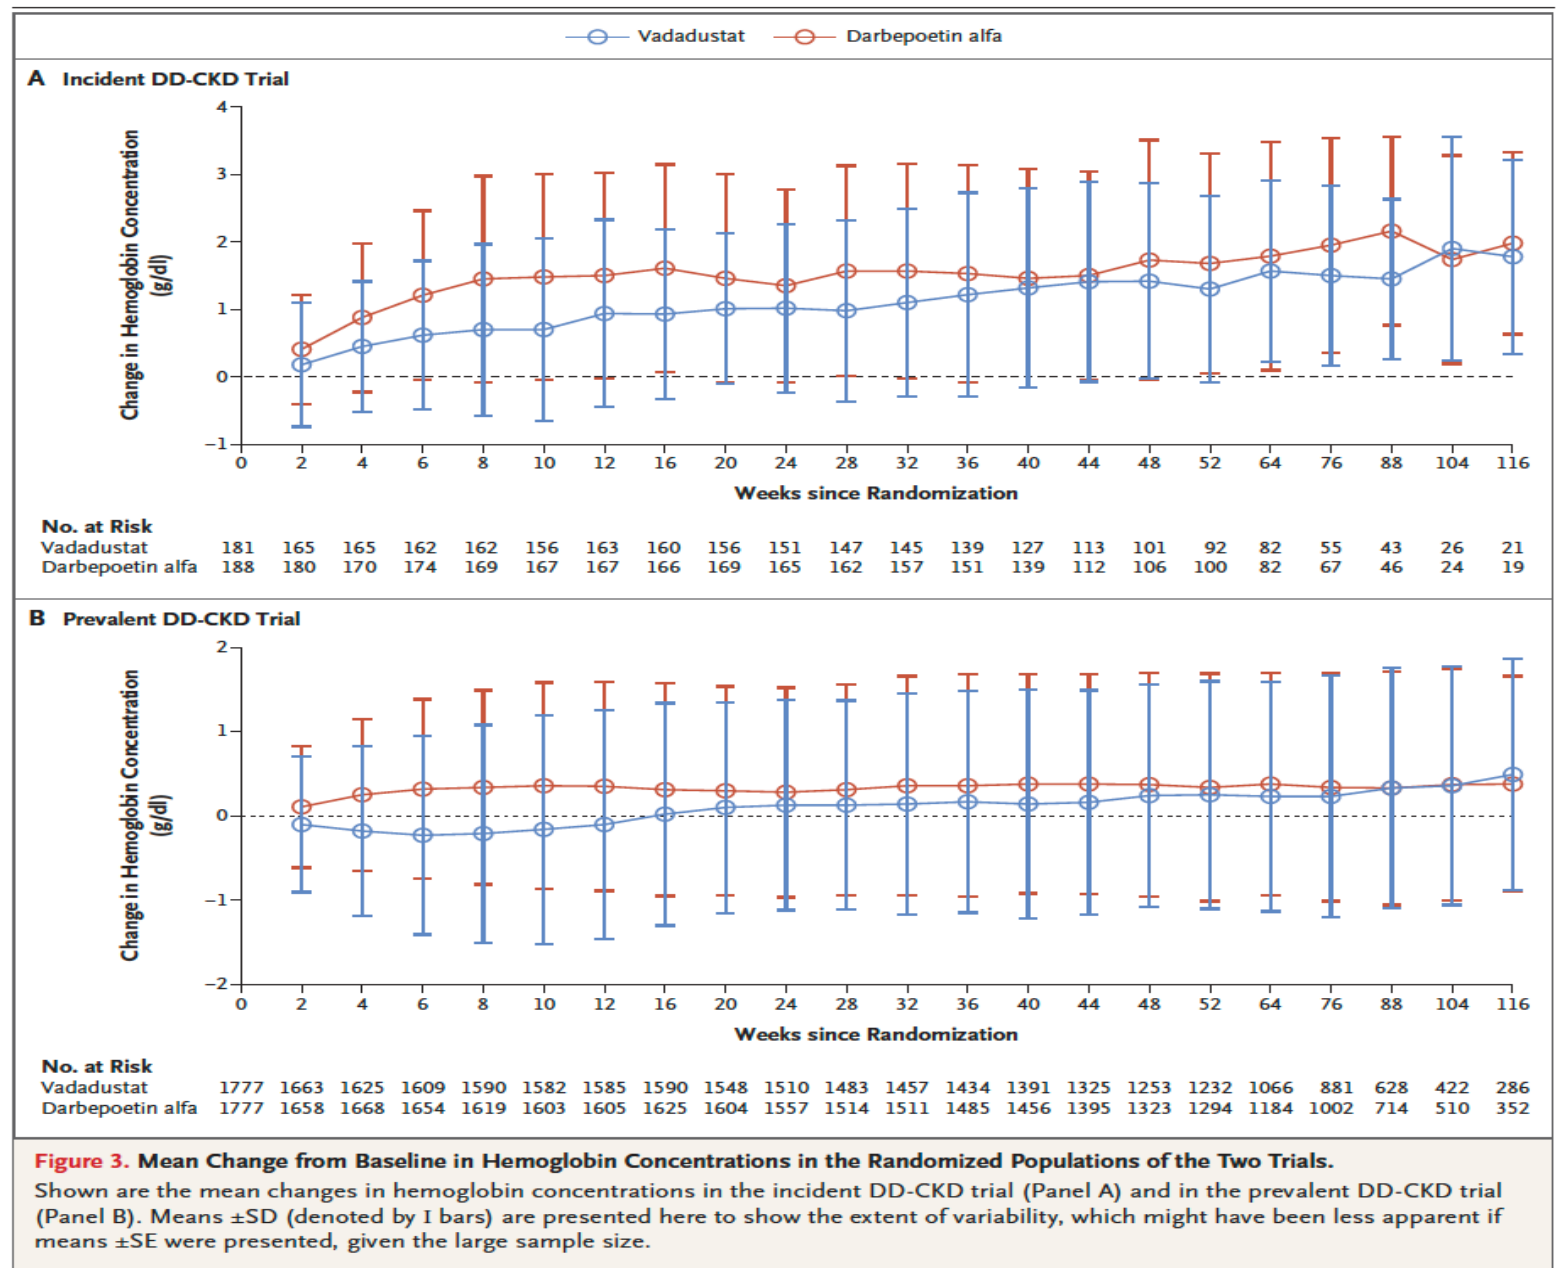 Vadadustat Darbepoetin alfa
A Incident DD-CKD Trial
Change in Hemoglobin Concentration
(g/dl)
4
3
2
1
0
−1
0 2 4 6 8 10 12 16 20 24 28 32 36 40 44 48 52 64 76 88 104 116
Weeks since Randomization
No. at Risk
Vadadustat 181 165 165 162 162 156 163 160 156 151 147 145 139 127 113 101 92 82 55 43 26 21
Darbepoetin alfa 188 180 170 174 169 167 167 166 169 165 162 157 151 139 112 106 100 82 67 46 24 19
B Prevalent DD-CKD Trial
Change in Hemoglobin Concentration
(g/dl)
2
1
0
−1
−2
0 2 4 6 8 10 12 16 20 24 28 32 36 40 44 48 52 64 76 88 104 116
Weeks since Randomization
No. at Risk
Vadadustat 1777 1663 1625 1609 1590 1582 1585 1590 1548 1510 1483 1457 1434 1391 1325 1253 1232 1066 881 628 422 286
Darbepoetin alfa 1777 1658 1668 1654 1619 1603 1605 1625 1604 1557 1514 1511 1485 1456 1395 1323 1294 1184 1002 714 510 352
Figure 3. Mean Change from Baseline in Hemoglobin Concentrations in the Randomized Populations of the Two Trials.
Shown are the mean changes in hemoglobin concentrations in the incident DD-CKD trial (Panel A) and in the prevalent DD-CKD trial
(Panel B). Means ±SD (denoted by I bars) are presented here to show the extent of variability, which might have been less apparent if
means ±SE were presented, given the large sample size.